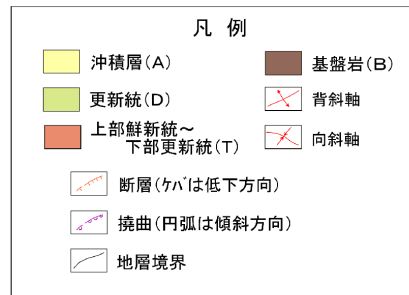 凡 例
沖積層(A)
基盤岩(B)
更新統(D)
背斜軸
上部鮮新統～
下部更新統(T)
向斜軸
断層(ｹﾊﾞは低下方向)
撓曲(円弧は傾斜方向)
地層境界